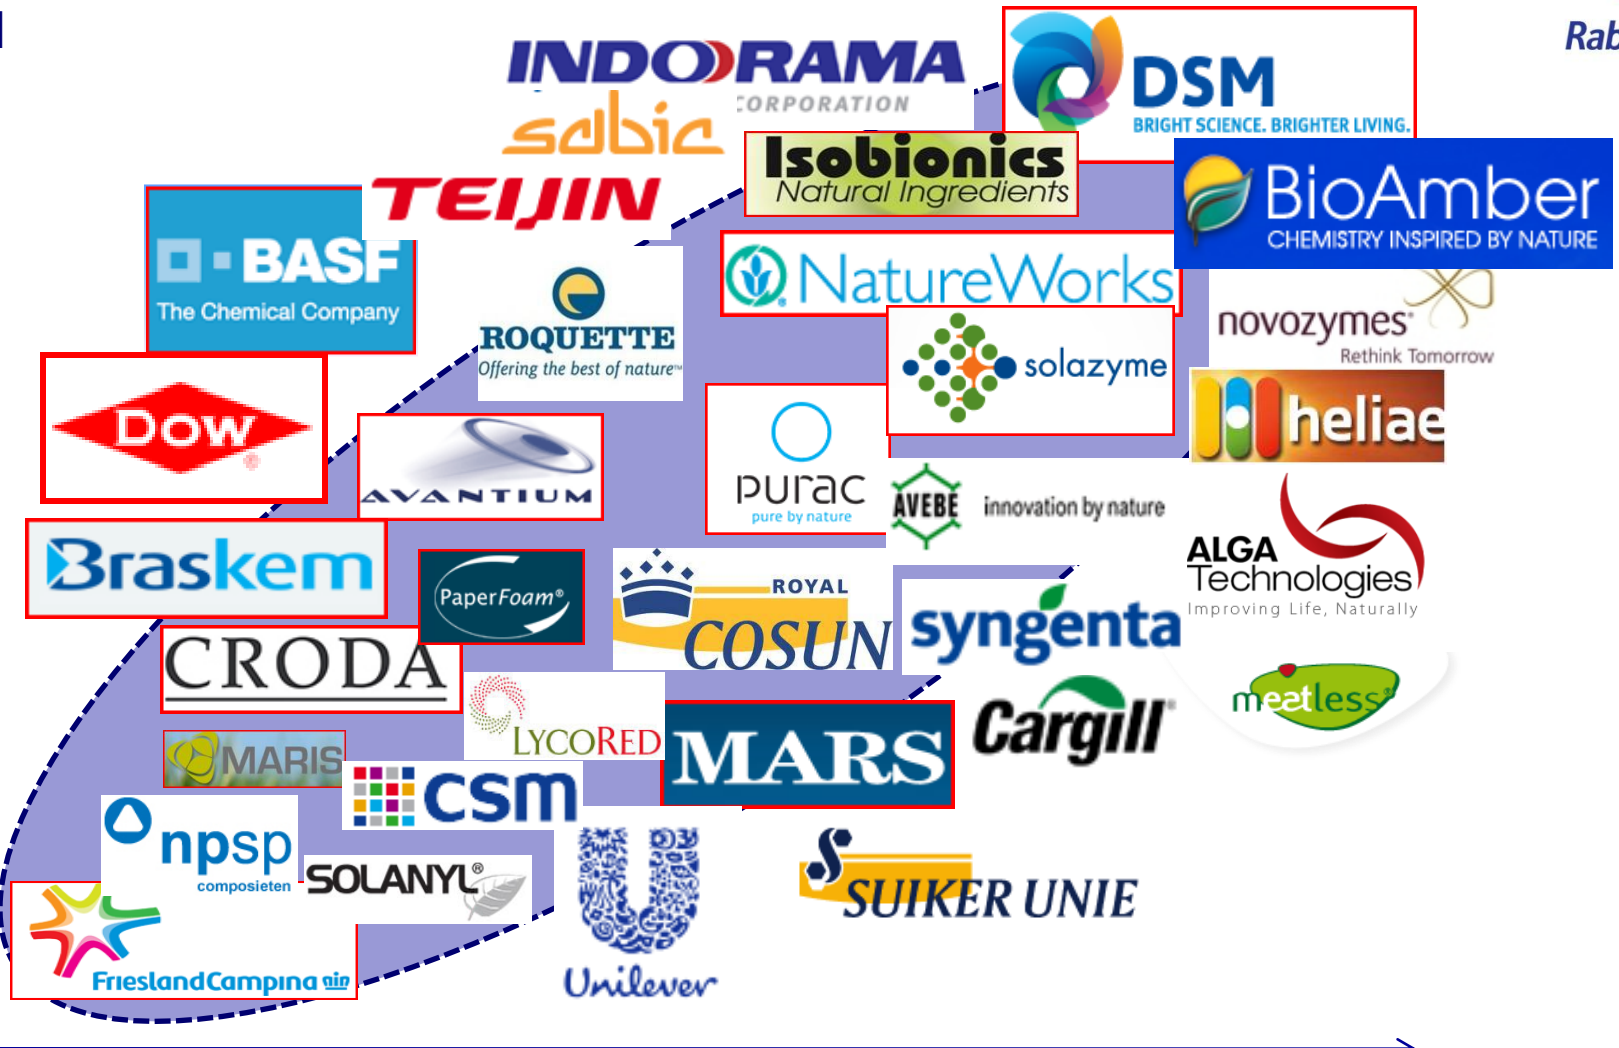 Rab
INDORAMA
CORPORATION
sabic
DSM
BRIGHT SCIENCE. BRIGHTER LIVING.
Isobionics
Natural Ingredients
TEIJIN
BioAmber
CHEMISTRY INSPIRED BY NATURE
BASF
The Chemical Company
NatureWorks
ROQUETTE
Offering the best of nature™
novozymes®
Rethink Tomorrow
solazyme
Dow
heliae
AVANTIUM
purac
pure by nature
AVEBE
innovation by nature
Braskem
PaperFoam®
ROYAL
COSUN
ALGA
Technologies
Improving Life, Naturally
syngenta
CRODA
LYCORED
MARS
Cargill
meatless®
MARIS
csm
npsp
composieten
SOLANYL®
SUIKER UNIE
FrieslandCampina
Unilever